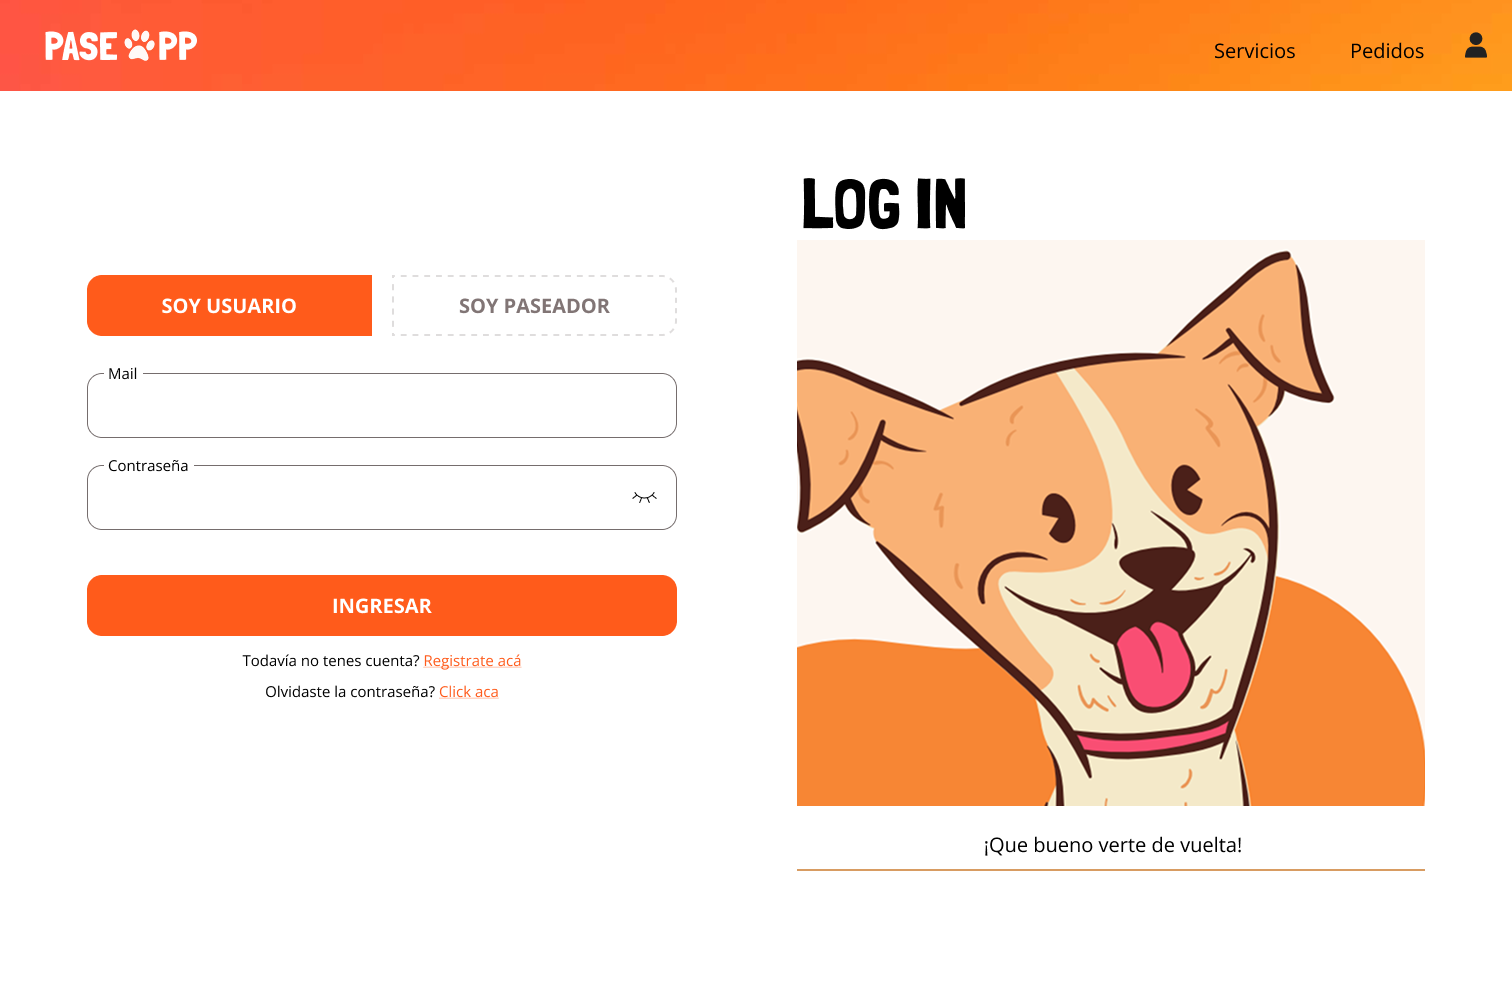 PASE PP
Servicios
Pedidos
LOG IN
SOY USUARIO
SOY PASEADOR
Mail
Contraseña
INGRESAR
Todavía no tenes cuenta? Registrate acá
Olvidaste la contraseña? Click aca
¡Que bueno verte de vuelta!